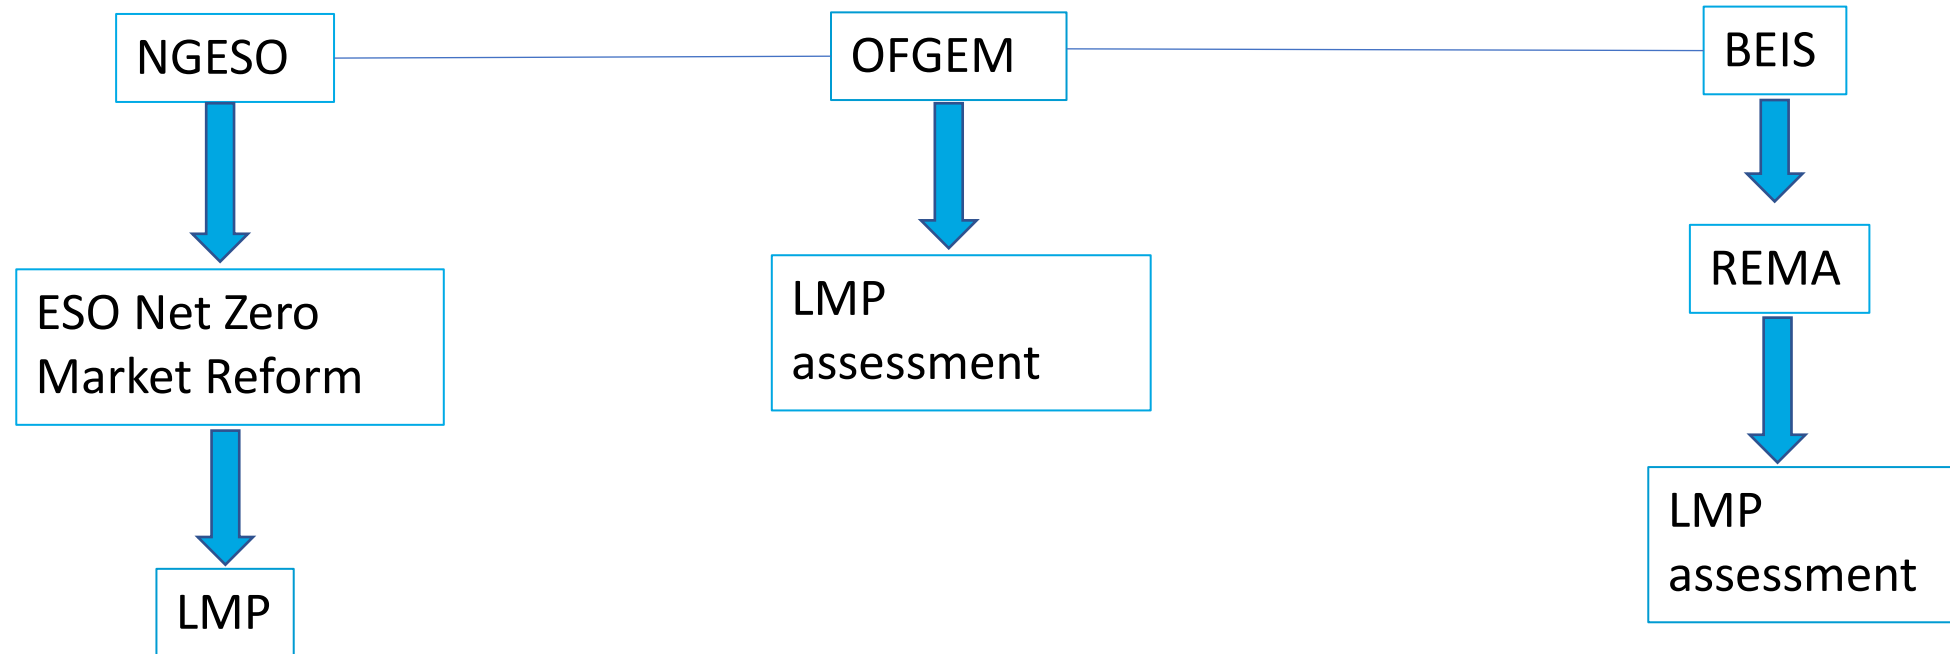 NGESO
OFGEM
BEIS
ESO Net Zero
Market Reform
LMP
assessment
REMA
LMP
LMP
assessment